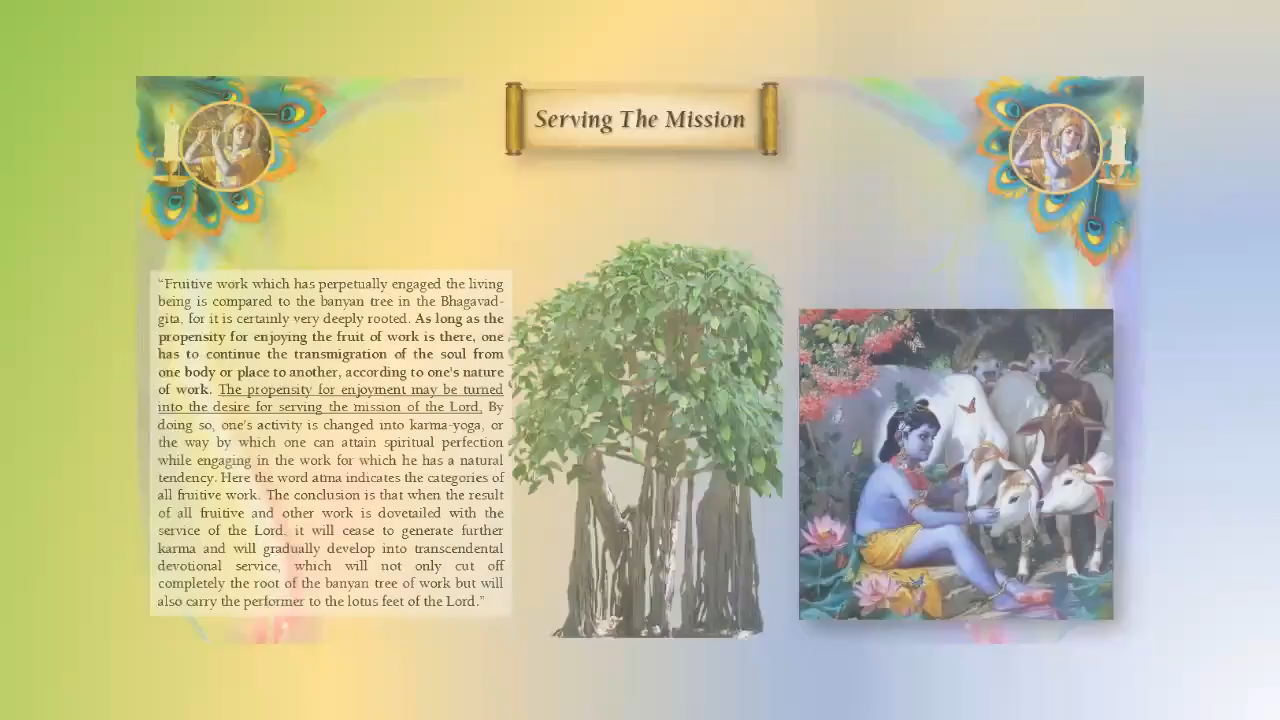 Serving The Mission
“Fruitive work which has perpetually engaged the living
being is compared to the banyan tree in the Bhagavad-
gita, for it is certainly very deeply rooted. As long as the
propensity for enjoying the fruit of work is there, one
has to continue the transmigration of the soul from
one body or place to another, according to one's nature
of work. The propensity for enjoyment may be turned
into the desire for serving the mission of the Lord. By
doing so, one's activity is changed into karma-yoga, or
the way by which one can attain spiritual perfection
while engaging in the work for which he has a natural
tendency. Here the word atma indicates the categories of
all fruitive work. The conclusion is that when the result
of all fruitive and other work is dovetailed with the
service of the Lord, it will cease to generate further
karma and will gradually develop into transcendental
devotional service, which will not only cut off
completely the root of the banyan tree of work but will
also carry the performer to the lotus feet of the Lord.”